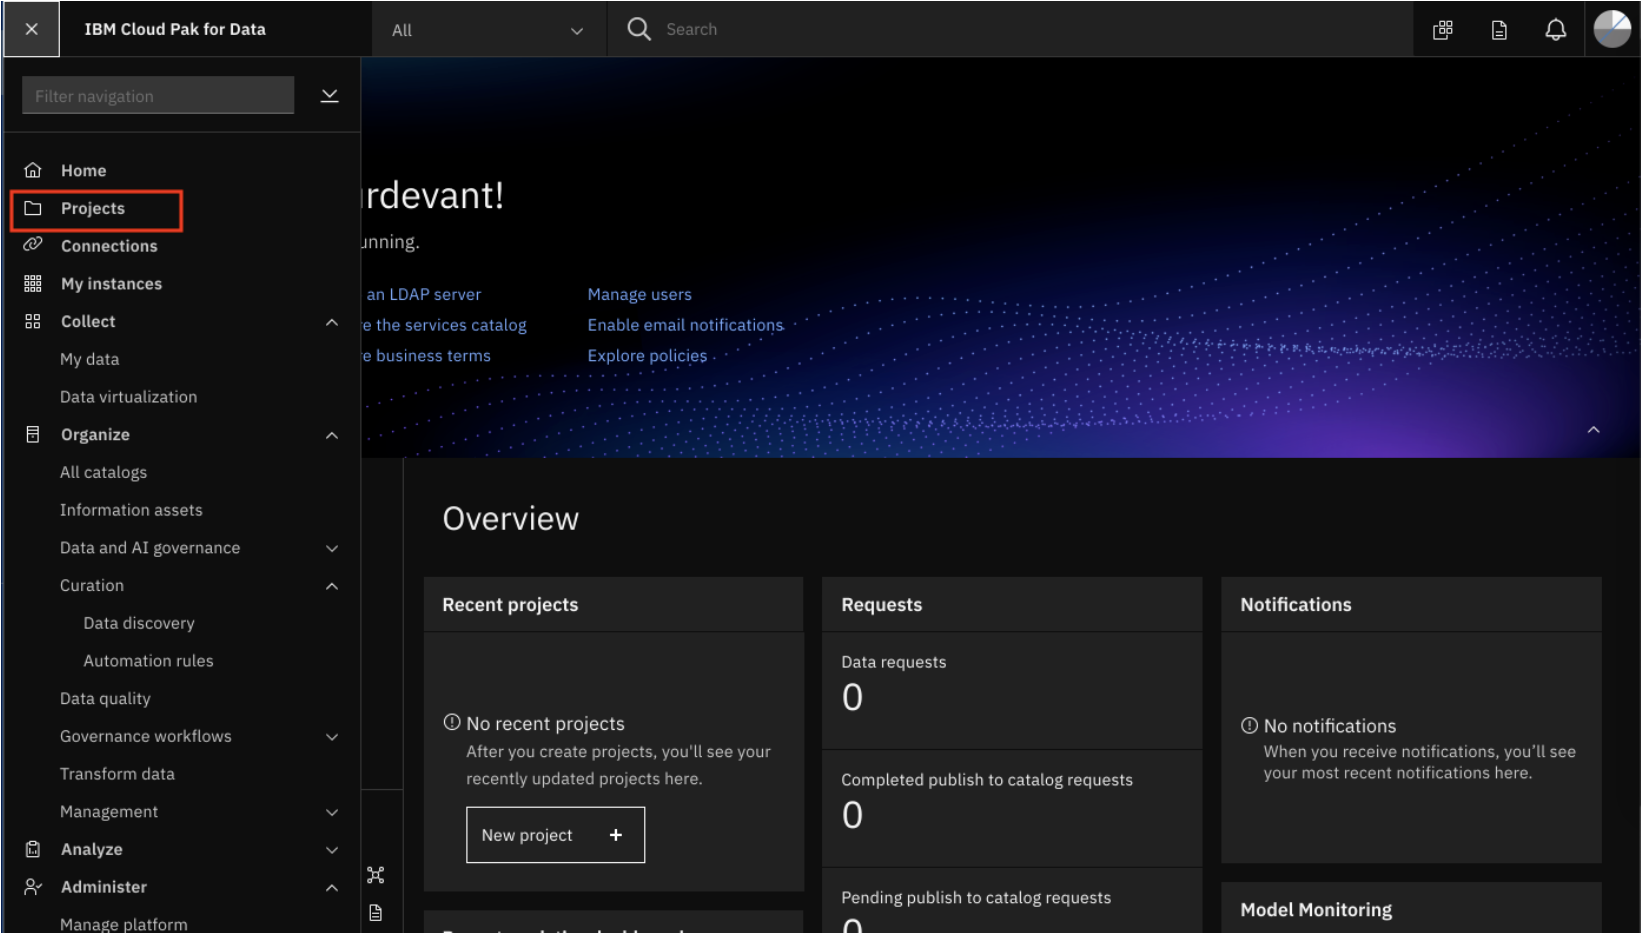 IBM Cloud Pak for Data
All
Search
Filter navigation
Home
Projects
Connections
My instances
Collect
My data
Data virtualization
Organize
All catalogs
Information assets
Data and AI governance
Curation
Data discovery
Automation rules
Data quality
Governance workflows
Transform data
Management
Analyze
Administer
Manage platform
rdevant!
unning.
an LDAP server
Manage users
e the services catalog
Enable email notifications
e business terms
Explore policies
Overview
Recent projects
No recent projects
After you create projects, you'll see your
recently updated projects here.
New project +
Requests
Data requests
0
Completed publish to catalog requests
0
Pending publish to catalog requests
0
Notifications
No notifications
When you receive notifications, you'll see
your most recent notifications here.
Model Monitoring